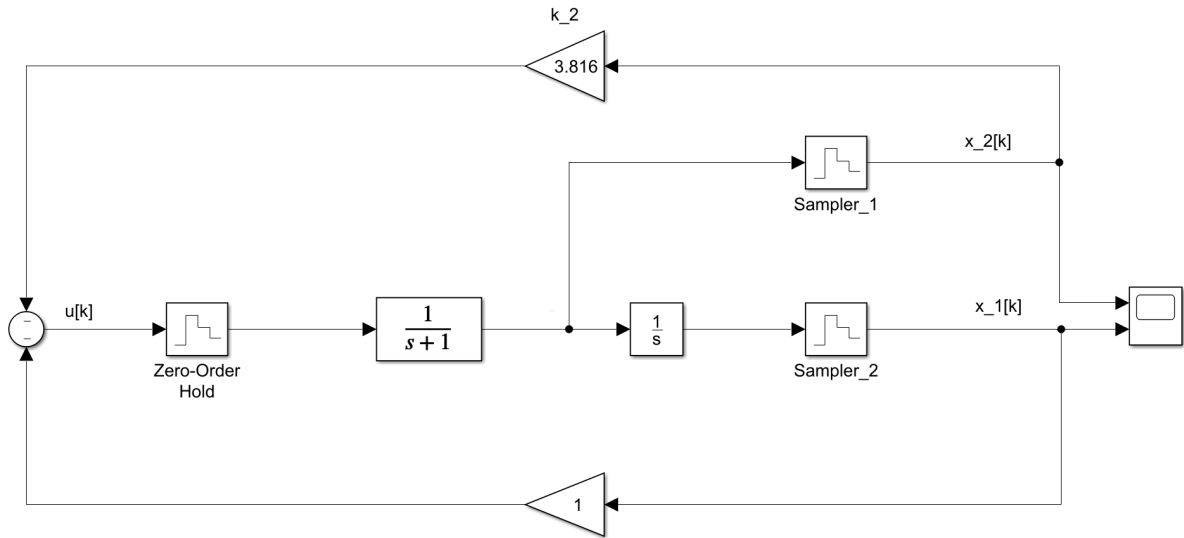 k_2
3.816
x_2[k]
Sampler_1
u[k]
x_1[k]
1
s + 1
1
s
−
−
Zero-Order
Hold
Sampler_2
1